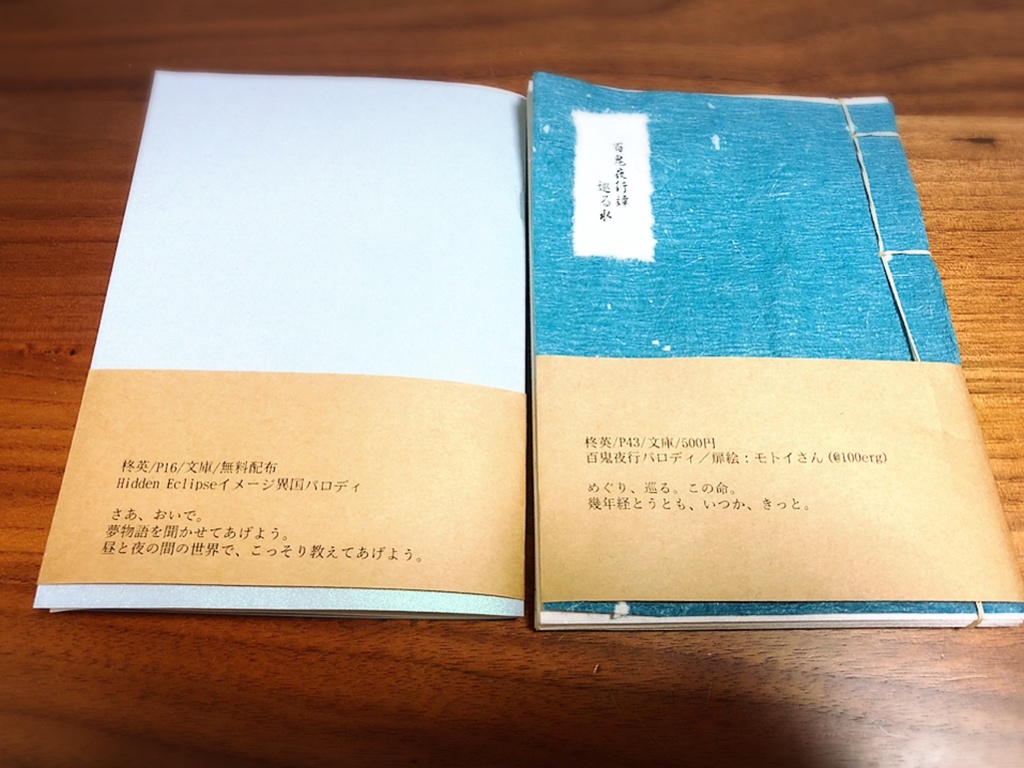 柊英/P16/文庫/無料配布
Hidden Eclipseイメージ異国パロディ
さあ、おいで。
夢物語を聞かせてあげよう。
昼と夜の間の世界で、こっそり教えてあげよう。
百鬼夜行譚
巡る水
柊英/P43/文庫/500円
百鬼夜行パロディ／扉絵：モトイさん(@100erg)
めぐり、巡る。この命。
幾年経とうとも、いつか、きっと。